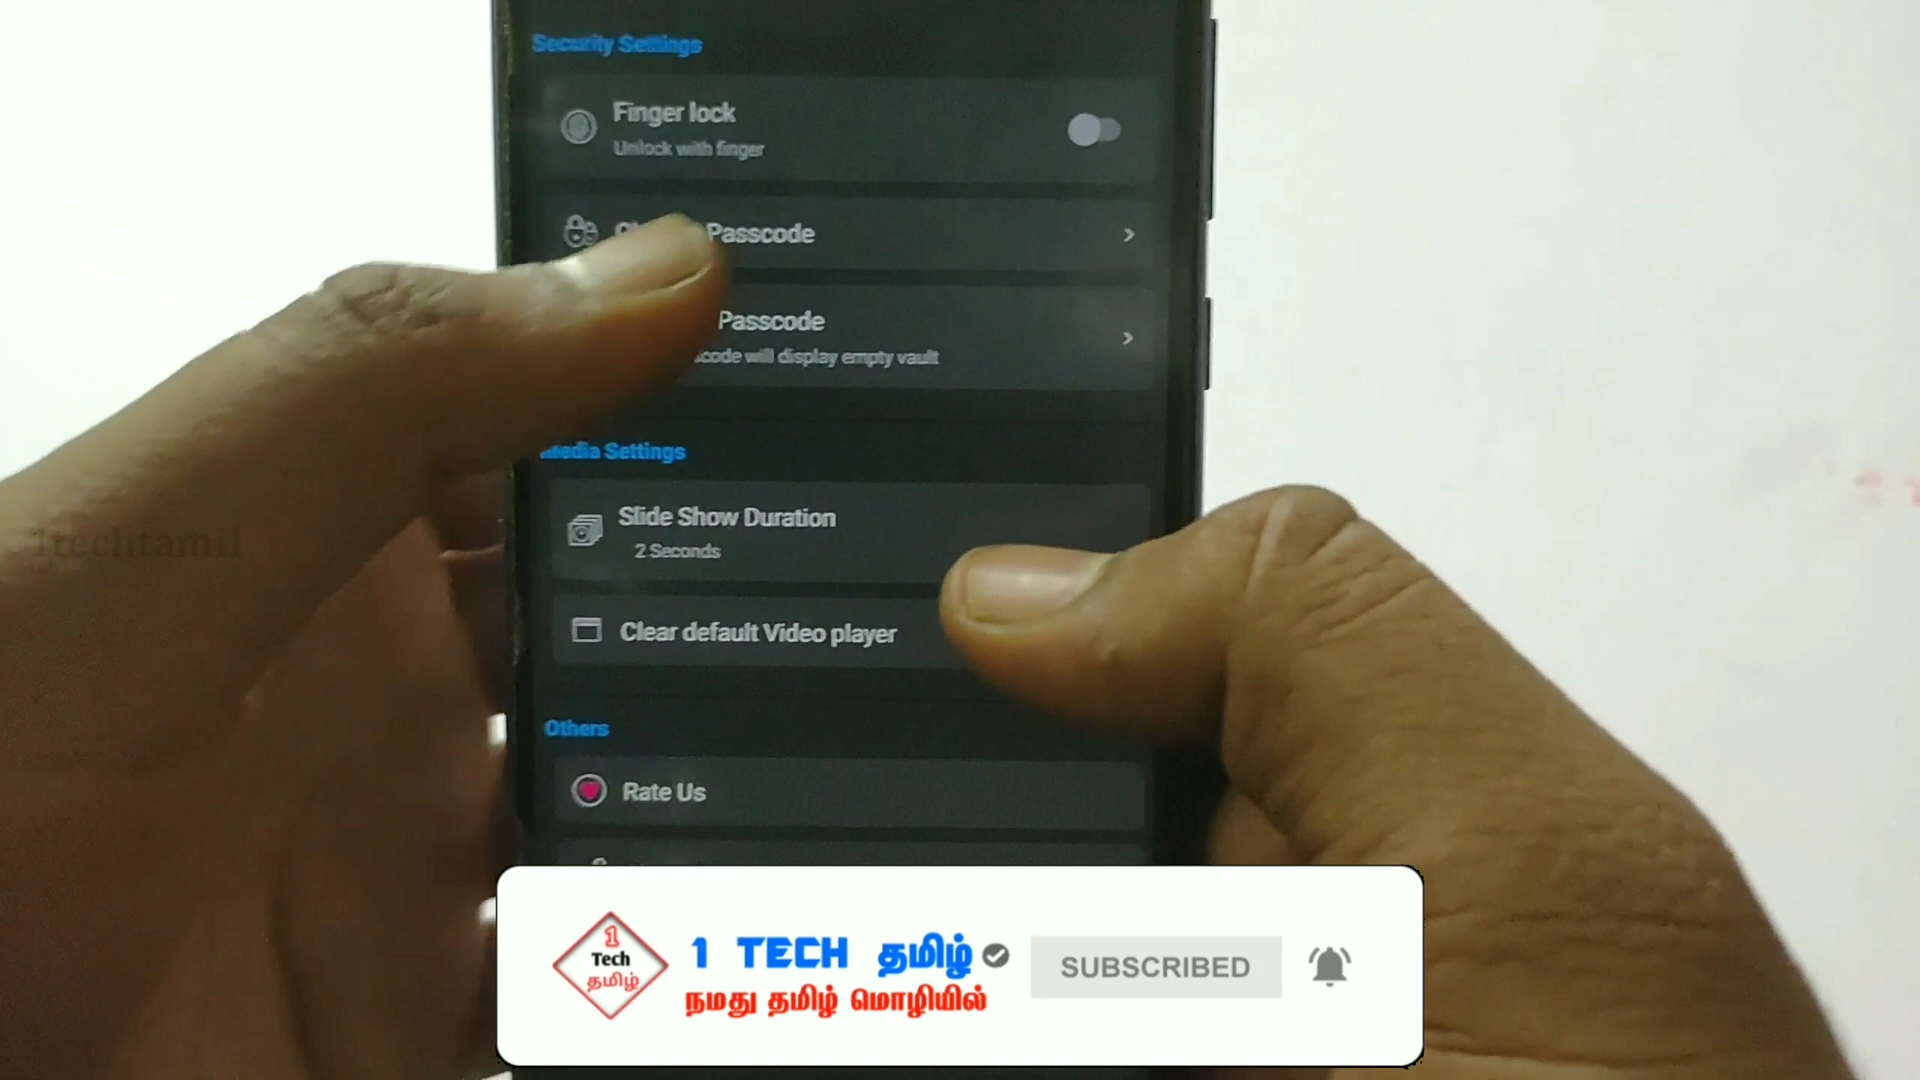 Security Settings
Finger lock
Unlock with finger
Passcode
Passcode
will display empty vault
Media Settings
Slide Show Duration
2 Seconds
Clear default Video player
1techtamil
Others
Rate Us
1
Tech
தமிழ்
1 TECH தமிழ்
நமது தமிழ் மொழியில்
SUBSCRIBED